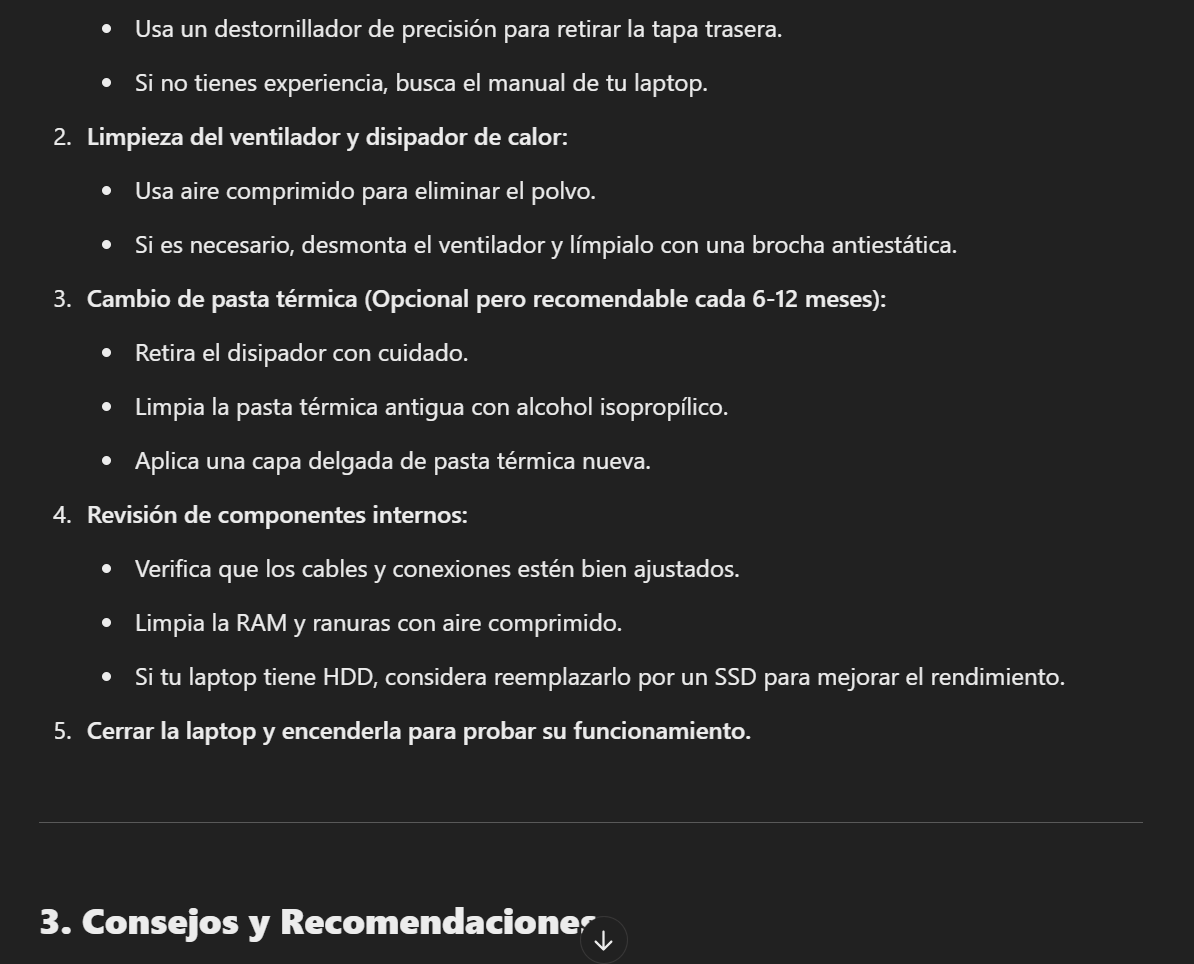 • Usa un destornillador de precisión para retirar la tapa trasera.
• Si no tienes experiencia, busca el manual de tu laptop.
2. Limpieza del ventilador y disipador de calor:
• Usa aire comprimido para eliminar el polvo.
• Si es necesario, desmonta el ventilador y límpialo con una brocha antiestática.
3. Cambio de pasta térmica (Opcional pero recomendable cada 6-12 meses):
• Retira el disipador con cuidado.
• Limpia la pasta térmica antigua con alcohol isopropílico.
• Aplica una capa delgada de pasta térmica nueva.
4. Revisión de componentes internos:
• Verifica que los cables y conexiones estén bien ajustados.
• Limpia la RAM y ranuras con aire comprimido.
• Si tu laptop tiene HDD, considera reemplazarlo por un SSD para mejorar el rendimiento.
5. Cerrar la laptop y encenderla para probar su funcionamiento.
3. Consejos y Recomendaciones